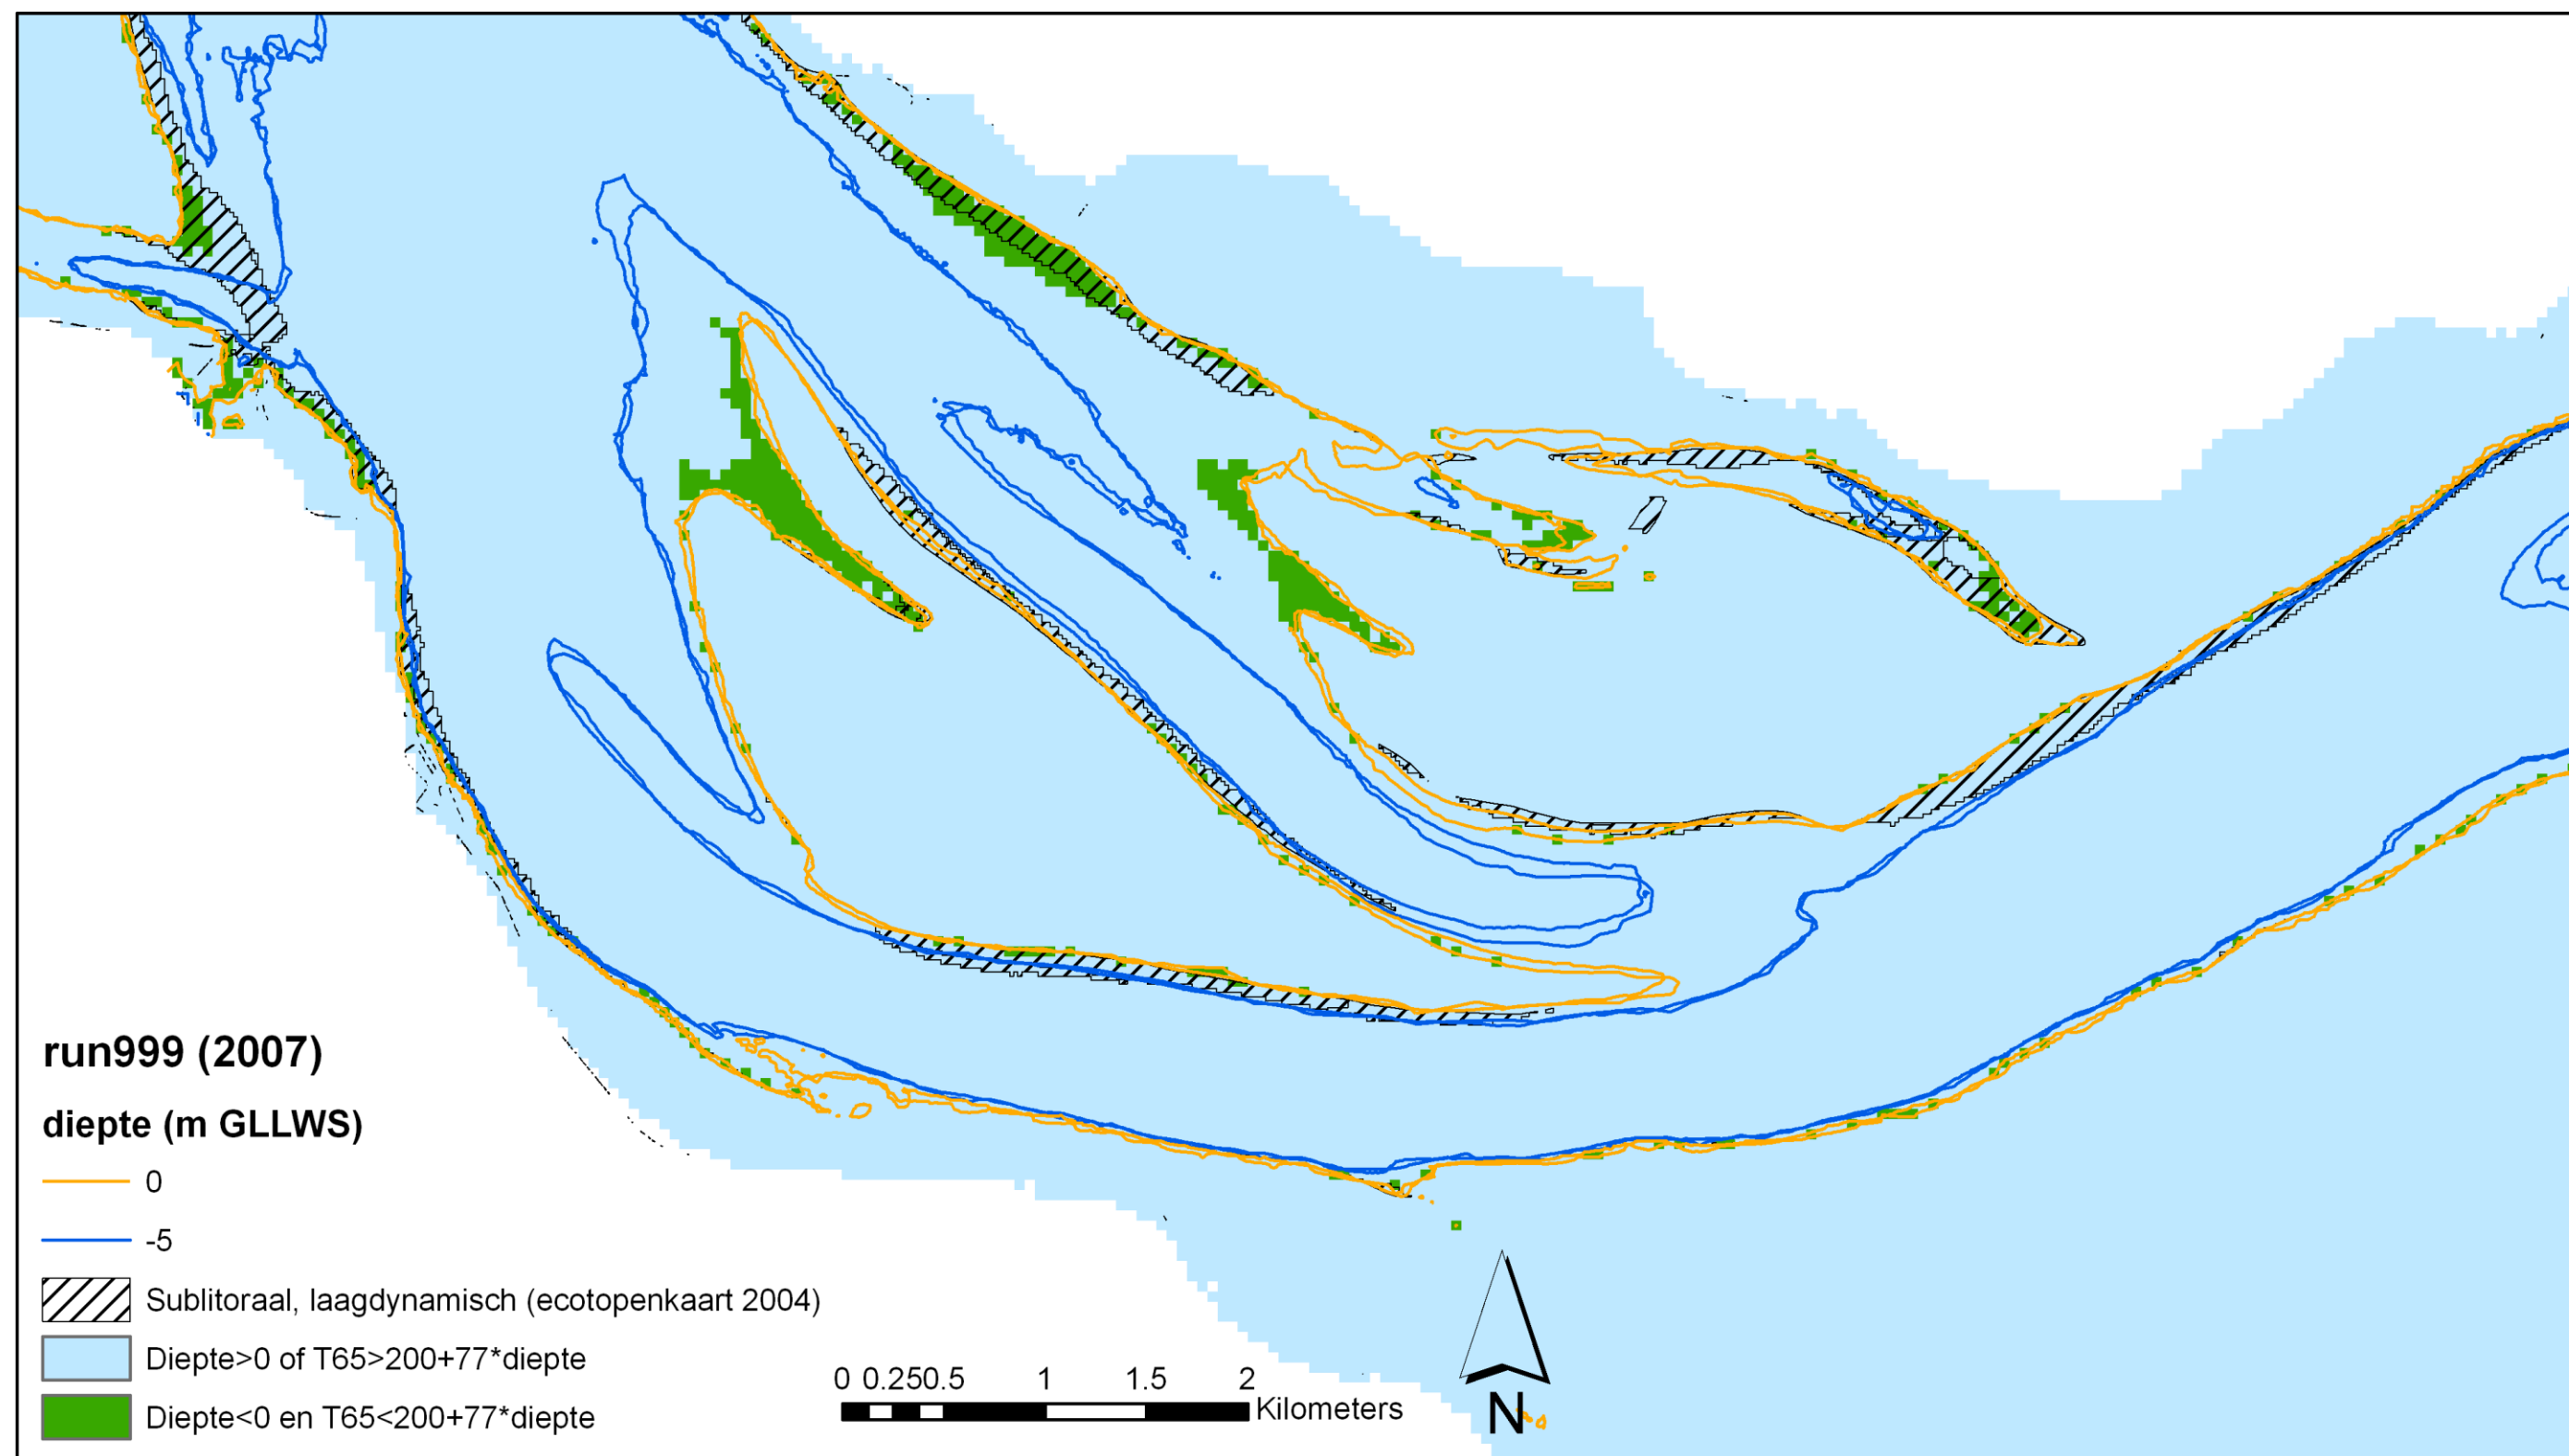 run999 (2007)
diepte (m GLLWS)
0
-5
Sublitoraal, laagdynamisch (ecotopenkaart 2004)
Diepte>0 of T65>200+77*diepte
Diepte<0 en T65<200+77*diepte
0 0.250.5 1 1.5 2
Kilometers
N